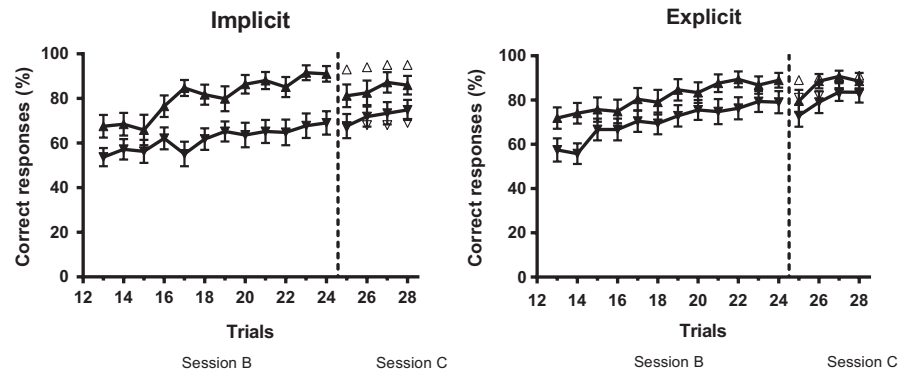 Implicit
Correct responses (%)
100
80
60
40
20
0
12 14 16 18 20 22 24 26 28
Trials
Session B Session C
Explicit
Correct responses (%)
100
80
60
40
20
0
12 14 16 18 20 22 24 26 28
Trials
Session B Session C